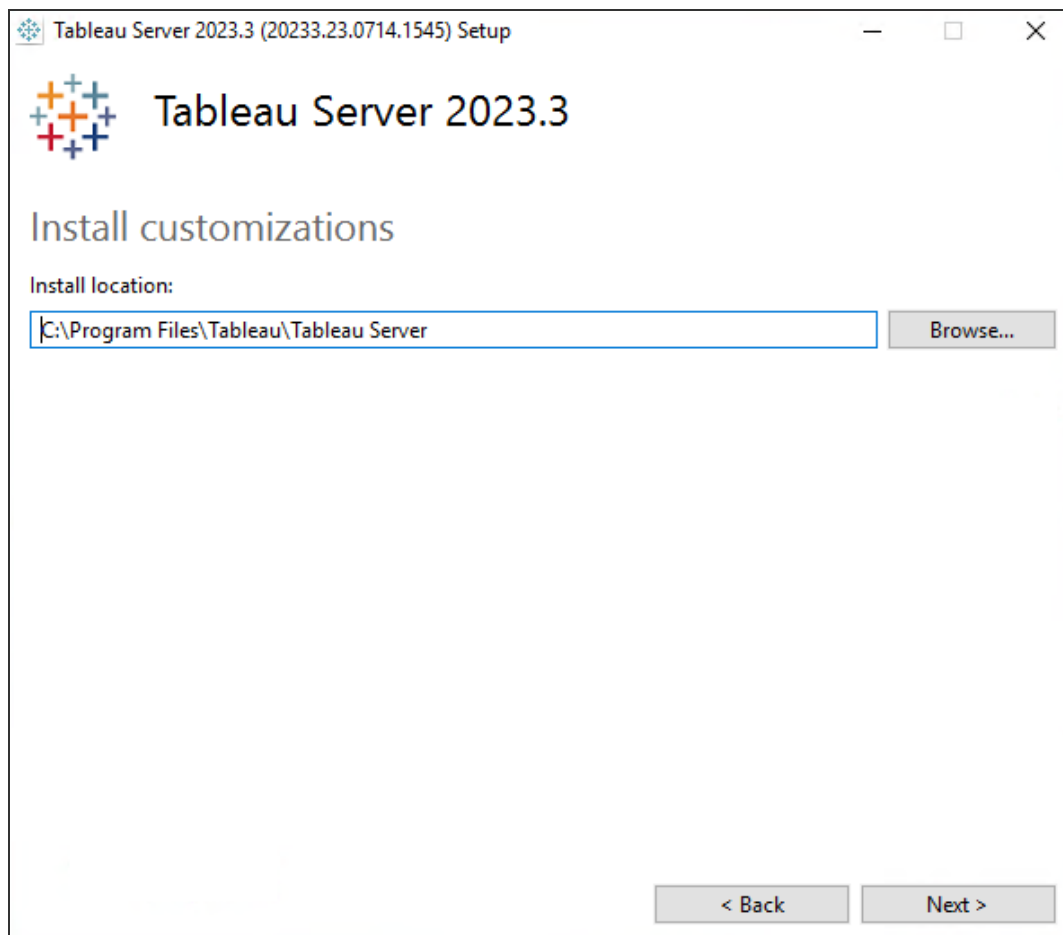 Tableau Server 2023.3 (20233.23.0714.1545) Setup
Tableau Server 2023.3
Install customizations
Install location:
C:\Program Files\Tableau\Tableau Server
Browse...
< Back
Next >